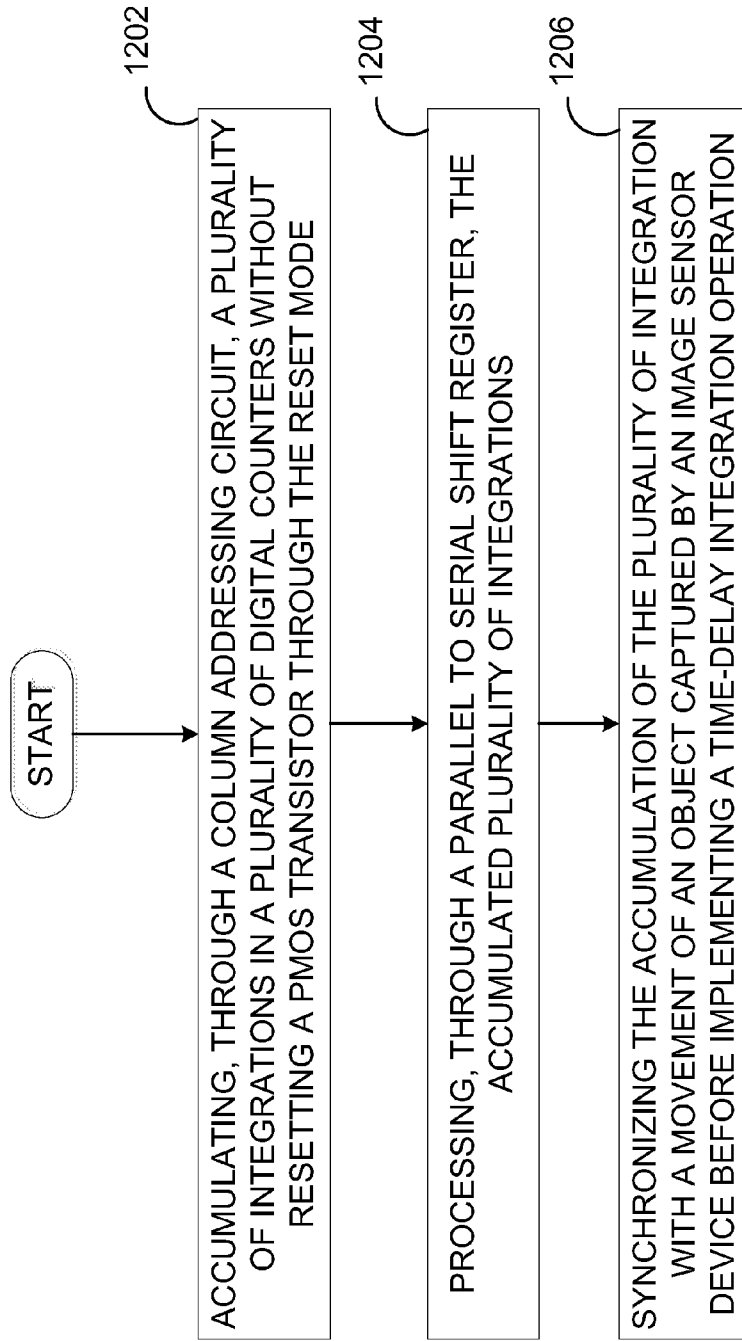 START
1202
ACCUMULATING, THROUGH A COLUMN ADDRESSING CIRCUIT, A PLURALITY
OF INTEGRATIONS IN A PLURALITY OF DIGITAL COUNTERS WITHOUT
RESETTING A PMOS TRANSISTOR THROUGH THE RESET MODE
1204
PROCESSING, THROUGH A PARALLEL TO SERIAL SHIFT REGISTER, THE
ACCUMULATED PLURALITY OF INTEGRATIONS
1206
SYNCHRONIZING THE ACCUMULATION OF THE PLURALITY OF INTEGRATION
WITH A MOVEMENT OF AN OBJECT CAPTURED BY AN IMAGE SENSOR
DEVICE BEFORE IMPLEMENTING A TIME-DELAY INTEGRATION OPERATION